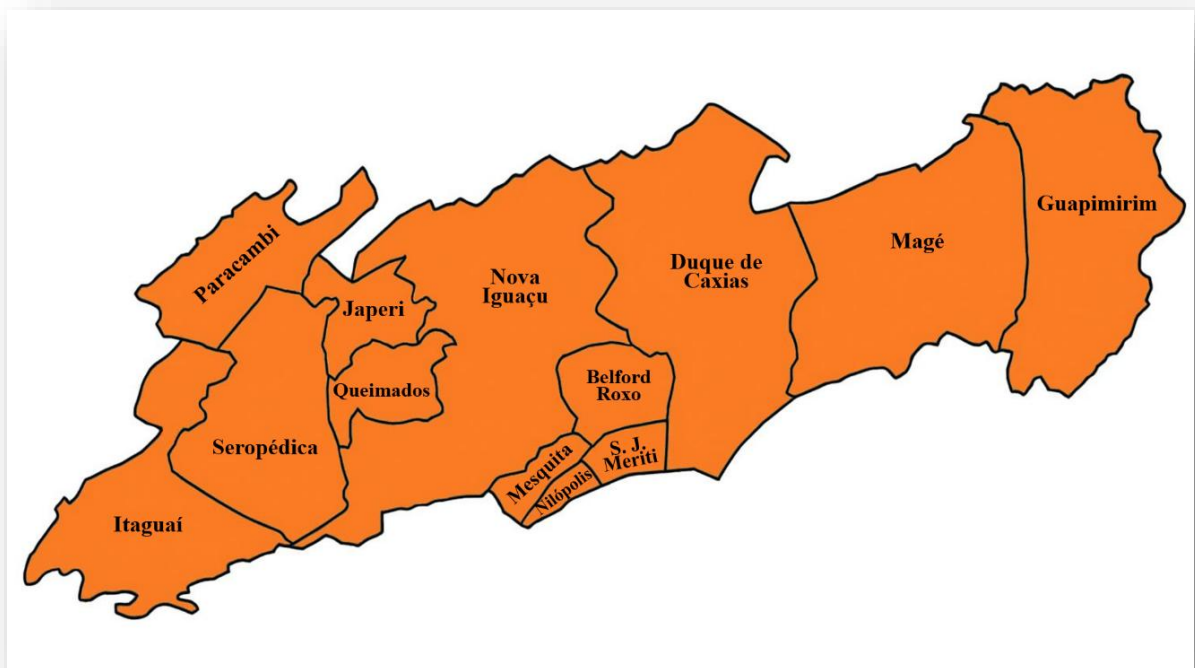 Paracambi
Japeri
Nova
Iguaçu
Duque de
Caxias
Magé
Guapimirim
Queimados
Belford
Roxo
Seropédica
Mesquita
Nilópolis
S. J.
Meriti
Itaguaí